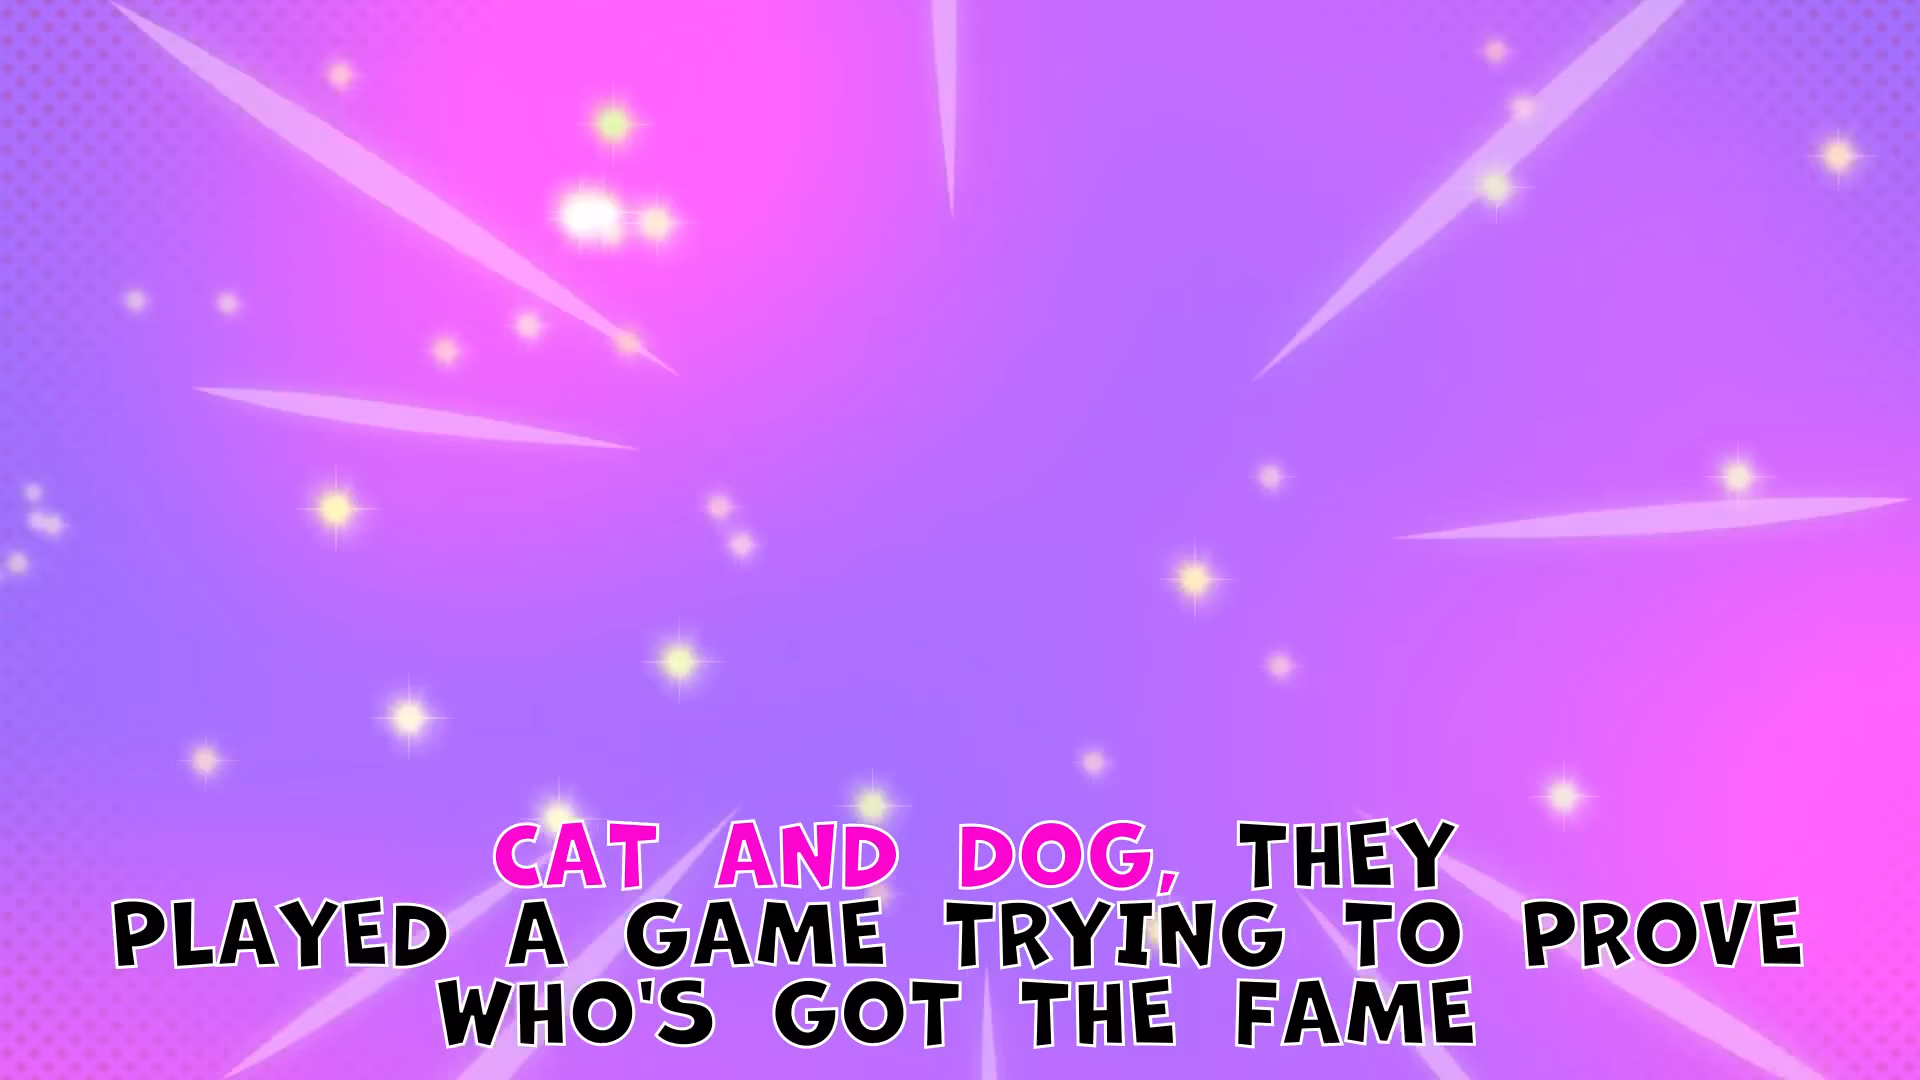 CAT AND DOG, THEY
PLAYED A GAME TRYING TO PROVE
WHO'S GOT THE FAME